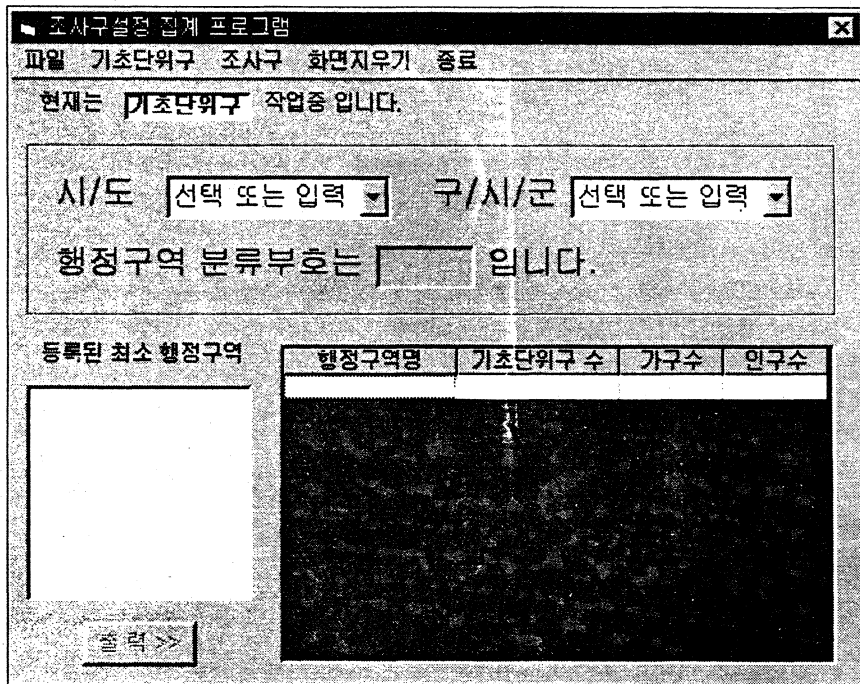 조사구설정 집계 프로그램
파일 기초단위구 조사구 화면지우기 종료
현재는 기초단위구 작업중 입니다.
시/도 선택 또는 입력 구/시/군 선택 또는 입력
행정구역 분류부호는 입니다.
등록된 최소 행정구역
행정구역명 기초단위구 수 가구수 인구수
출 력 >>